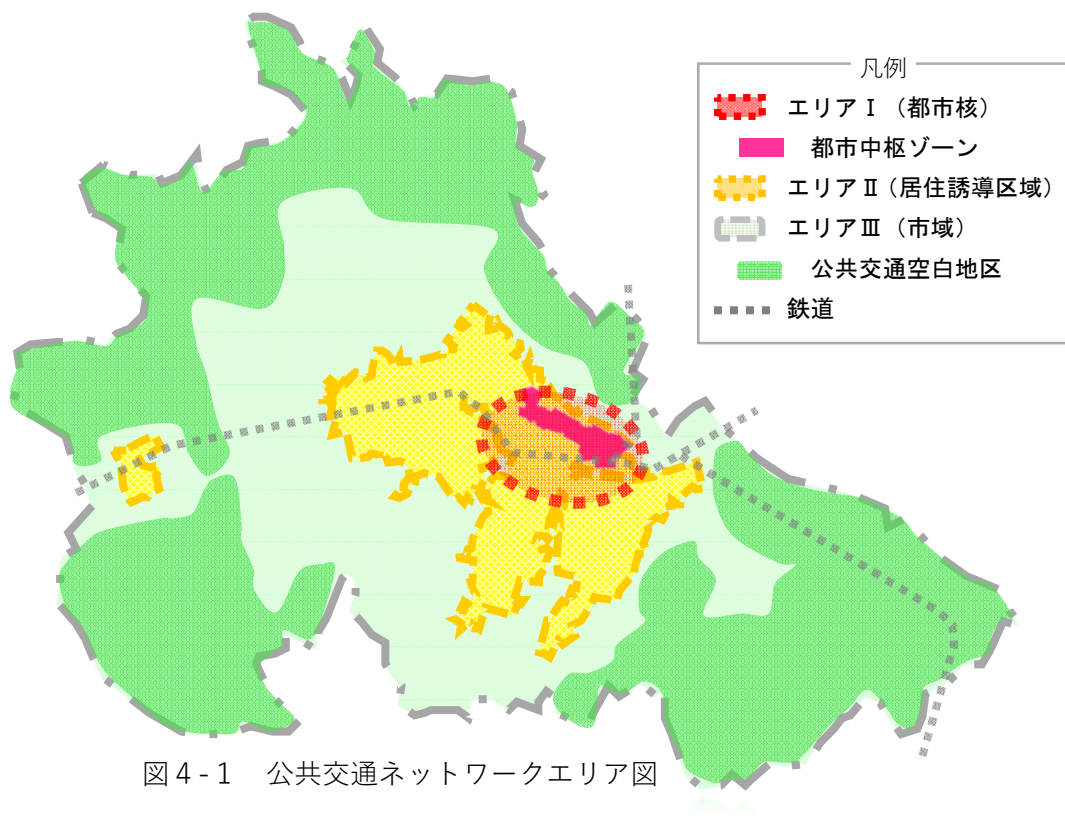 凡例
エリアⅠ（都市核）
都市中枢ゾーン
エリアⅡ（居住誘導区域）
エリアⅢ（市域）
公共交通空白地区
鉄道
図４-１　公共交通ネットワークエリア図